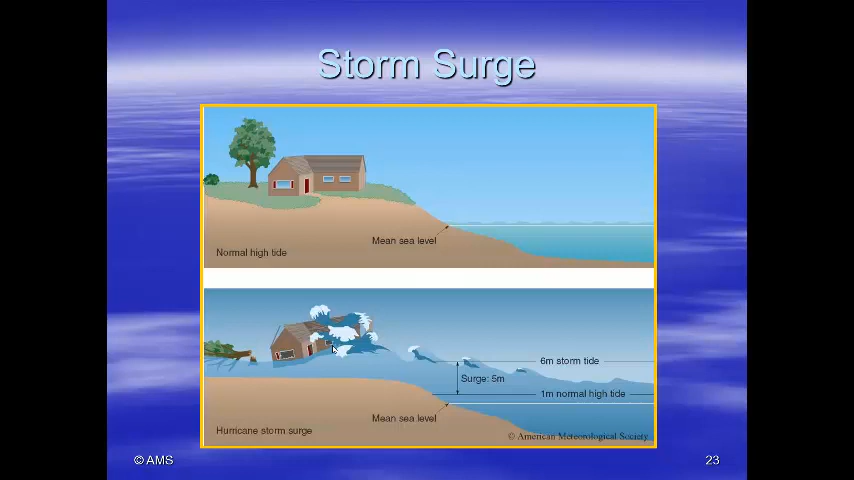 Storm Surge
Mean sea level
Normal high tide
6m storm tide
Surge: 5m
1m normal high tide
Mean sea level
Hurricane storm surge
© American Meteorological Society
© AMS
23